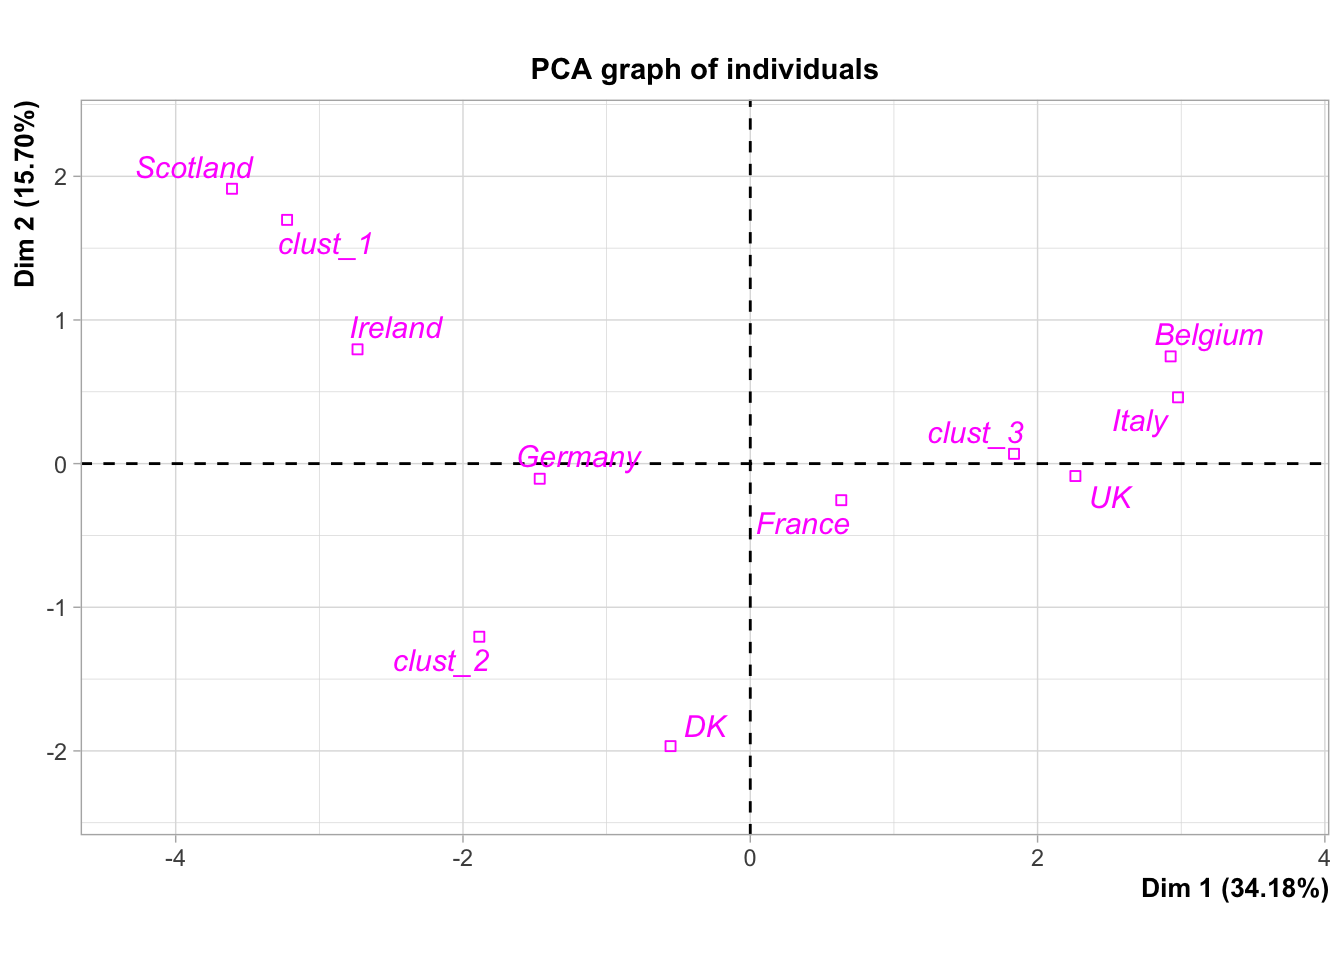 PCA graph of individuals
Dim 2 (15.70%)
2
1
0
-1
-2
Scotland
clust_1
Ireland
Belgium
Italy
clust_3
Germany
UK
France
clust_2
DK
-4
-2
0
2
4
Dim 1 (34.18%)